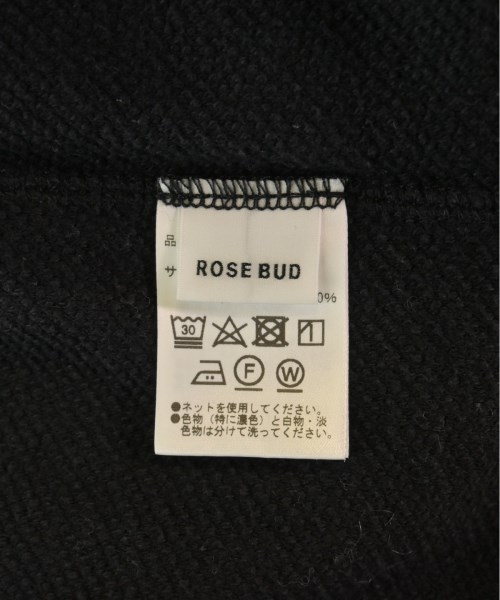 品
サ
ROSE BUD
0%
30
F
W
●ネットを使用してください。
●色物（特に濃色）と白物・淡
色物は分けて洗ってください。